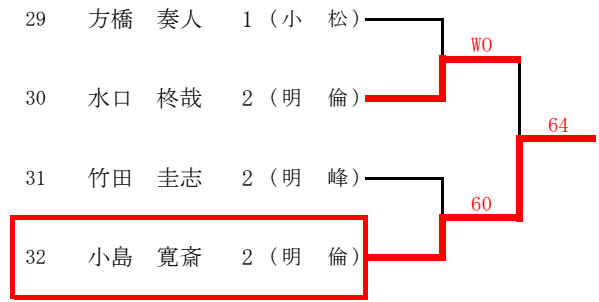 29 方橋 奏人 1 (小 松)
WO
30 水口 柊哉 2 (明 倫)
64
31 竹田 圭志 2 (明 峰)
60
32 小島 寛斎 2 (明 倫)